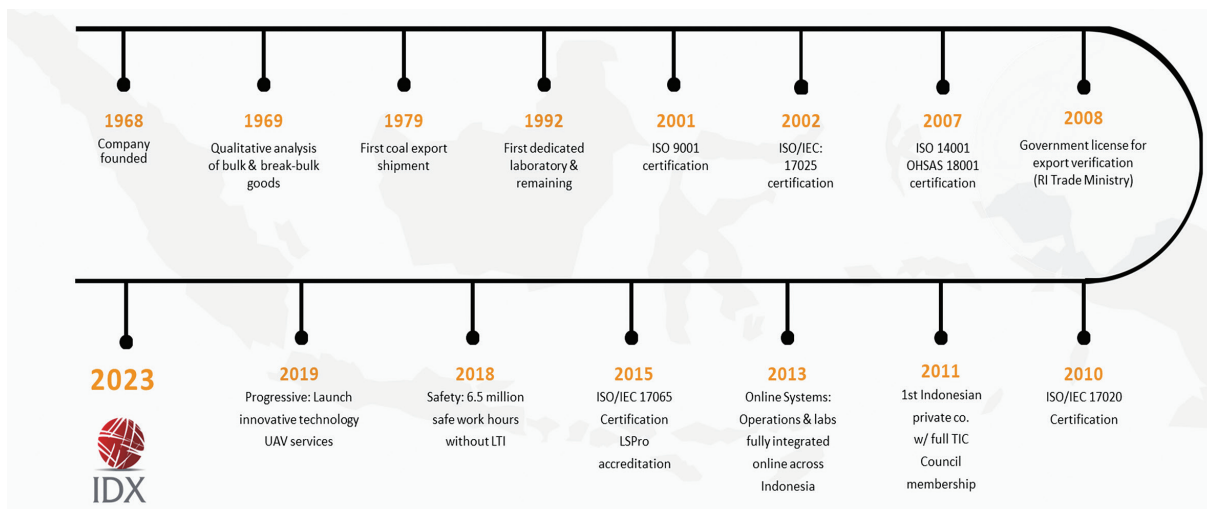 1968
Company
founded
1969
Qualitative analysis
of bulk & break-bulk
goods
1979
First coal export
shipment
1992
First dedicated
laboratory &
remaining
2001
ISO 9001
certification
2002
ISO/IEC:
17025
certification
2007
ISO 14001
OHSAS 18001
certification
2008
Government license for
export verification
(RI Trade Ministry)
2010
ISO/IEC 17020
Certification
2011
1st Indonesian
private co.
w/ full TIC
Council
membership
2013
Online Systems:
Operations & labs
fully integrated
online across
Indonesia
2015
ISO/IEC 17065
Certification
LSPro
accreditation
2018
Safety: 6.5 million
safe work hours
without LTI
2019
Progressive: Launch
innovative technology
UAV services
2023
IDX